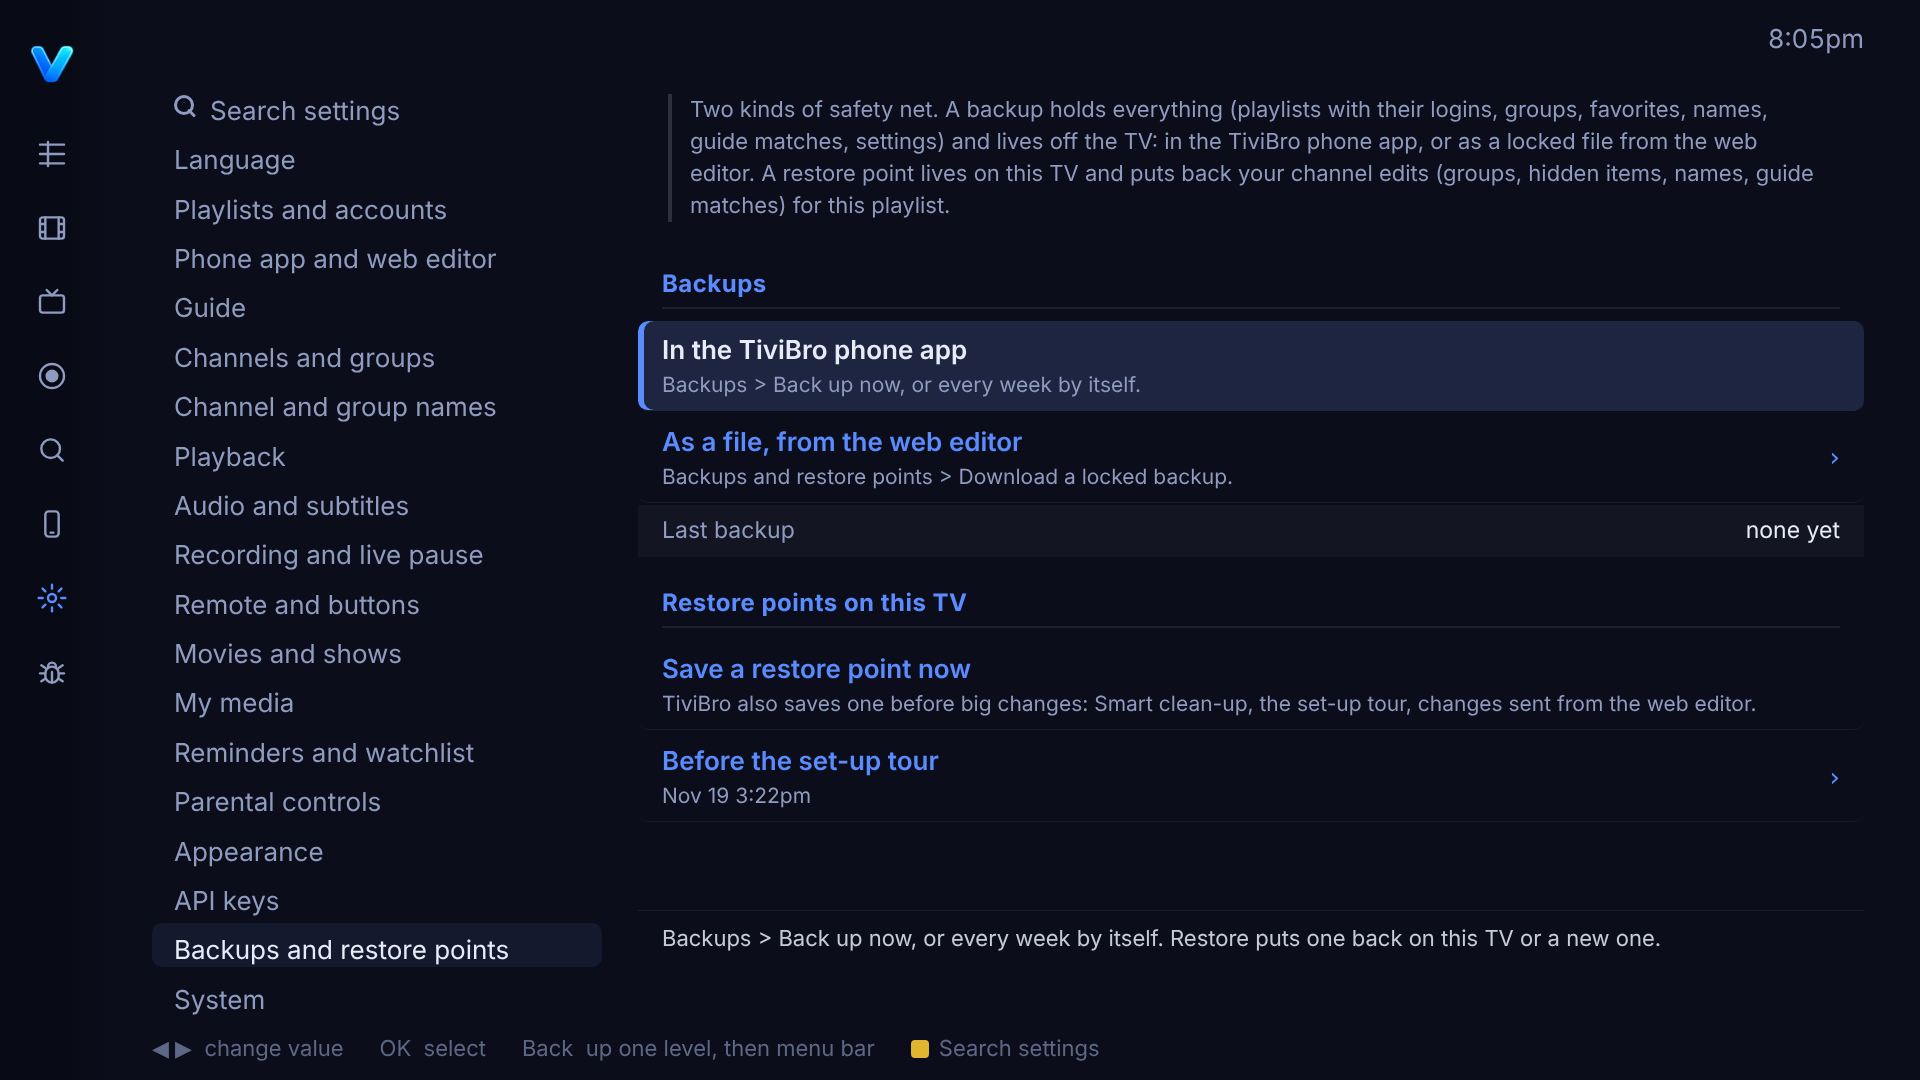 8:05pm
Search settings
Language
Playlists and accounts
Phone app and web editor
Guide
Channels and groups
Channel and group names
Playback
Audio and subtitles
Recording and live pause
Remote and buttons
Movies and shows
My media
Reminders and watchlist
Parental controls
Appearance
API keys
Backups and restore points
System
Two kinds of safety net. A backup holds everything (playlists with their logins, groups, favorites, names,
guide matches, settings) and lives off the TV: in the TiviBro phone app, or as a locked file from the web
editor. A restore point lives on this TV and puts back your channel edits (groups, hidden items, names, guide
matches) for this playlist.
Backups
In the TiviBro phone app
Backups > Back up now, or every week by itself.
As a file, from the web editor
Backups and restore points > Download a locked backup.
Last backup none yet
Restore points on this TV
Save a restore point now
TiviBro also saves one before big changes: Smart clean-up, the set-up tour, changes sent from the web editor.
Before the set-up tour
Nov 19 3:22pm
Backups > Back up now, or every week by itself. Restore puts one back on this TV or a new one.
change value OK select Back up one level, then menu bar Search settings